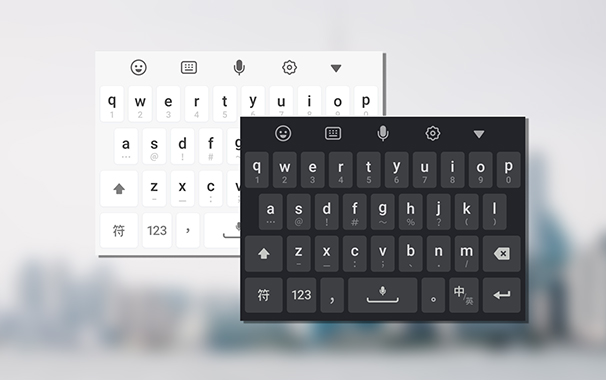 q w e r t y u i o p
1 2 3 4 5 6 7 8 9 0
a s d f g
… @ ! #
z x c v
- _ :
符 123 ，
q w e r t y u i o p
1 2 3 4 5 6 7 8 9 0
a s d f g h j k l
… @ ! # ~ % ? ( )
z x c v b n m
- _ : ; 、 " /
符 123 ， 。 中/英